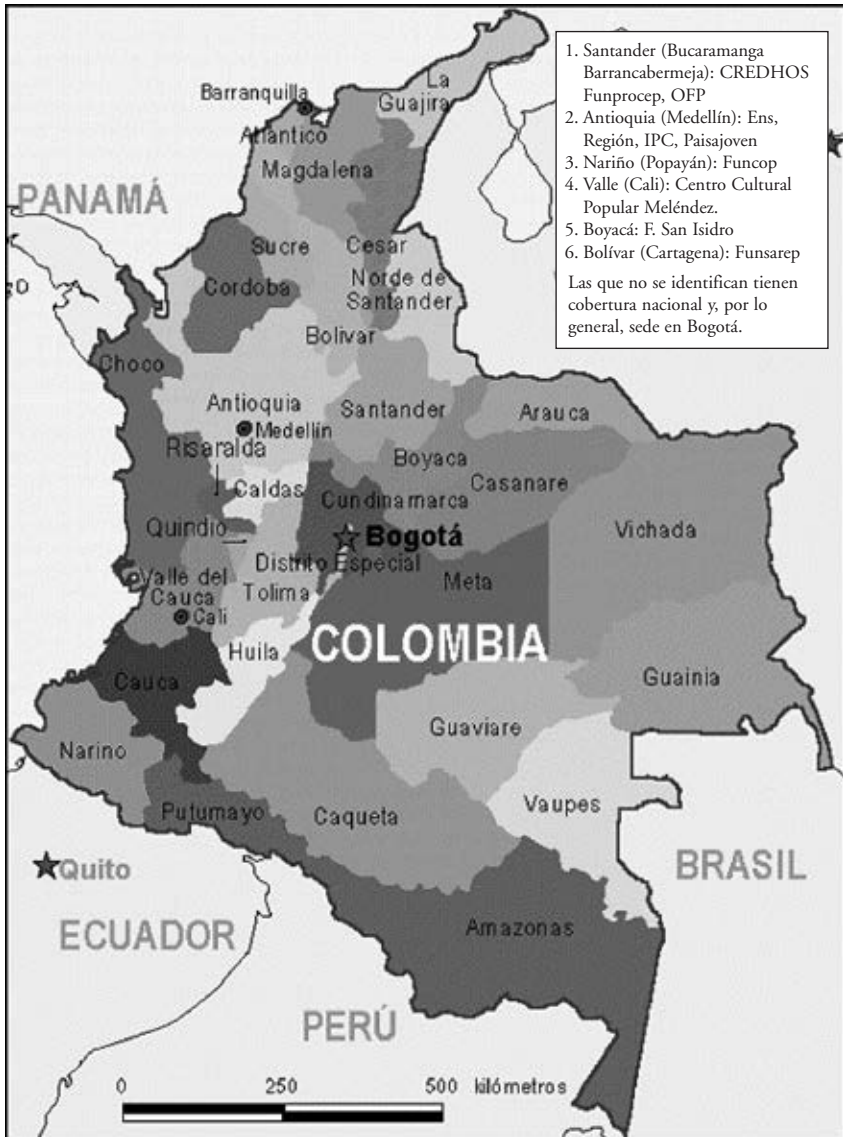 1. Santander (Bucaramanga
Barrancabermeja): CREDHOS
Funprocep, OFP
2. Antioquia (Medellín): Ens,
Región, IPC, Paisajoven
3. Nariño (Popayán): Funcop
4. Valle (Cali): Centro Cultural
Popular Meléndez.
5. Boyacá: F. San Isidro
6. Bolívar (Cartagena): Funsarep
Las que no se identifican tienen
cobertura nacional y, por lo
general, sede en Bogotá.
La
Guajira
Barranquilla
Atlantico
Magdalena
PANAMÁ
Sucre
Cesar
Cordoba
Norde de
Santander
Bolivar
Choco
Antioquia
Santander
Arauca
Medellín
Risaralda
Boyaca
Caldas
Casanare
Cundinamarca
Quindio
Bogotá
Vichada
Distrito Especial
Valle del
Cauca
Tolima
Meta
Cali
Huila
COLOMBIA
Cauca
Guainia
Narino
Guaviare
Putumayo
Caqueta
Vaupes
Quito
BRASIL
ECUADOR
Amazonas
PERÚ
0 250 500 kilómetros